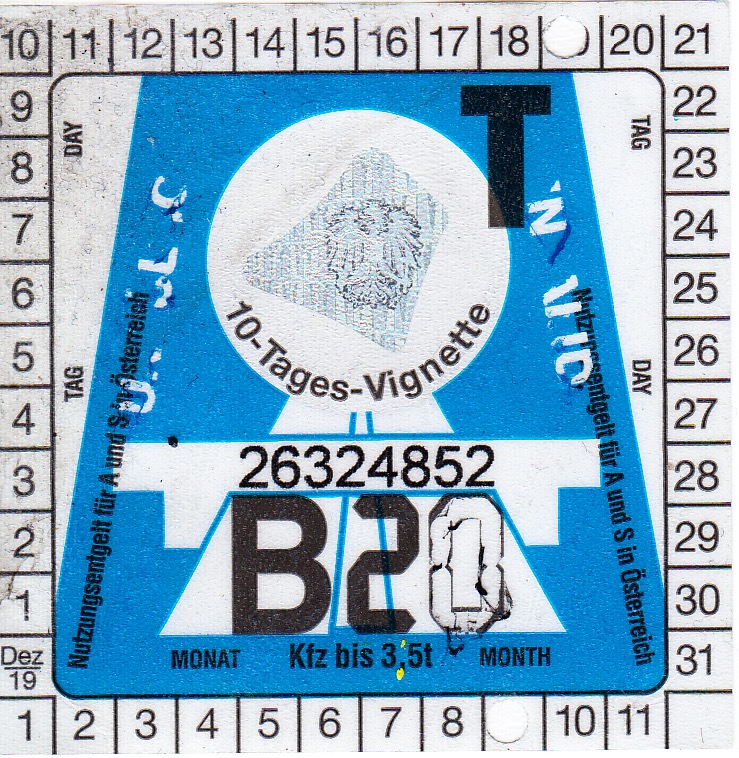 10 11 12 13 14 15 16 17 18 20 21
9
8
7
6
5
4
3
2
1
Dez
19
DAY
TAG
T
TAG
DAY
10-Tages-Vignette
Nutzungsentgelt für A und S in Österreich
Nutzungsentgelt für A und S in Österreich
26324852
B20
MONAT Kfz bis 3,5t MONTH
22
23
24
25
26
27
28
29
30
31
1 2 3 4 5 6 7 8 10 11